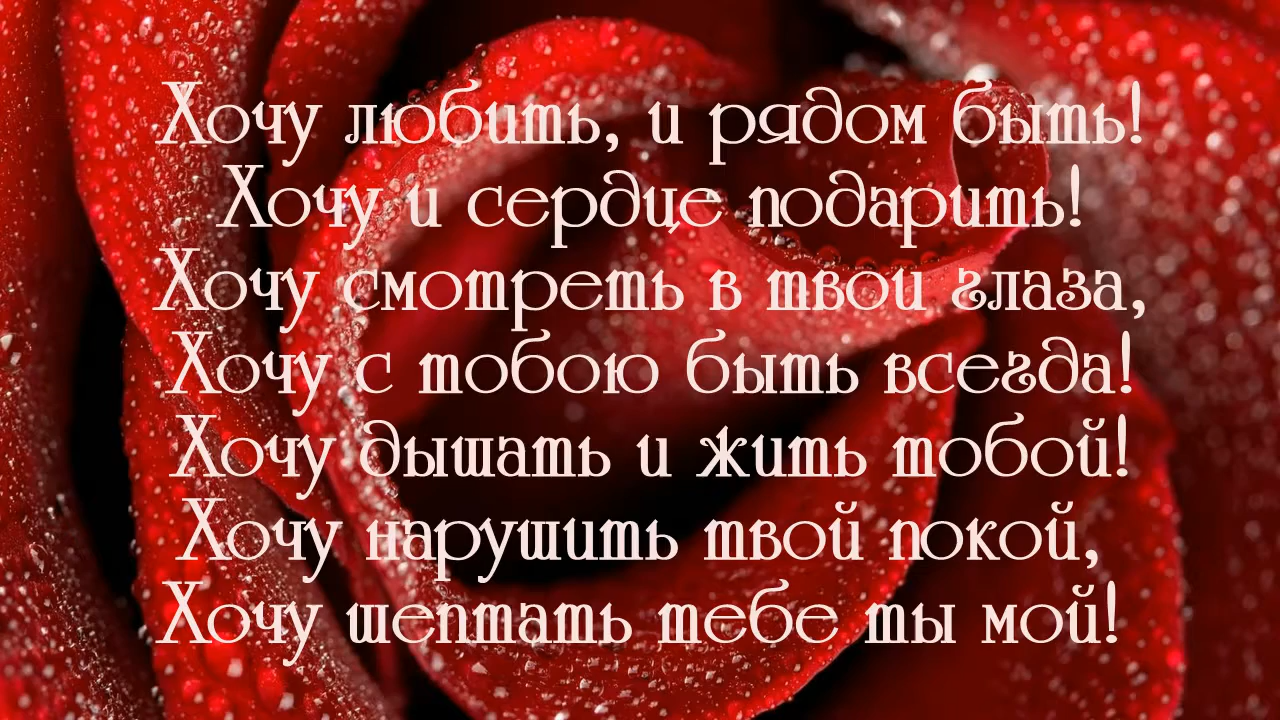 Хочу любить, и рядом быть!
Хочу и сердце подарить!
Хочу смотреть в твои глаза,
Хочу с тобою быть всегда!
Хочу дышать и жить тобой!
Хочу нарушить твой покой,
Хочу шептать тебе ты мой!